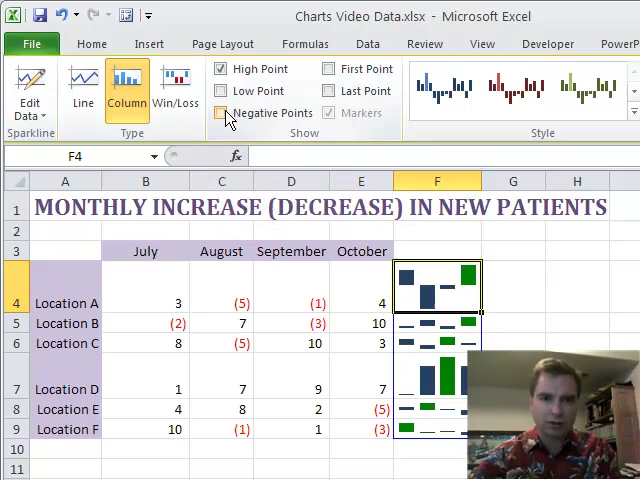 Charts Video Data.xlsx - Microsoft Excel
File Home Insert Page Layout Formulas Data Review View Developer PowerP
Edit Data Line Column Win/Loss
High Point First Point
Low Point Last Point
Negative Points Markers
Sparkline Type Show Style
F4 fx
A B C D E F G H
1 MONTHLY INCREASE (DECREASE) IN NEW PATIENTS
2
3 July August September October
4 Location A 3 (5) (1) 4
5 Location B (2) 7 (3) 10
6 Location C 8 (5) 10 3
7 Location D 1 7 9 7
8 Location E 4 8 2 (5)
9 Location F 10 (1) 1 (3)
10
11